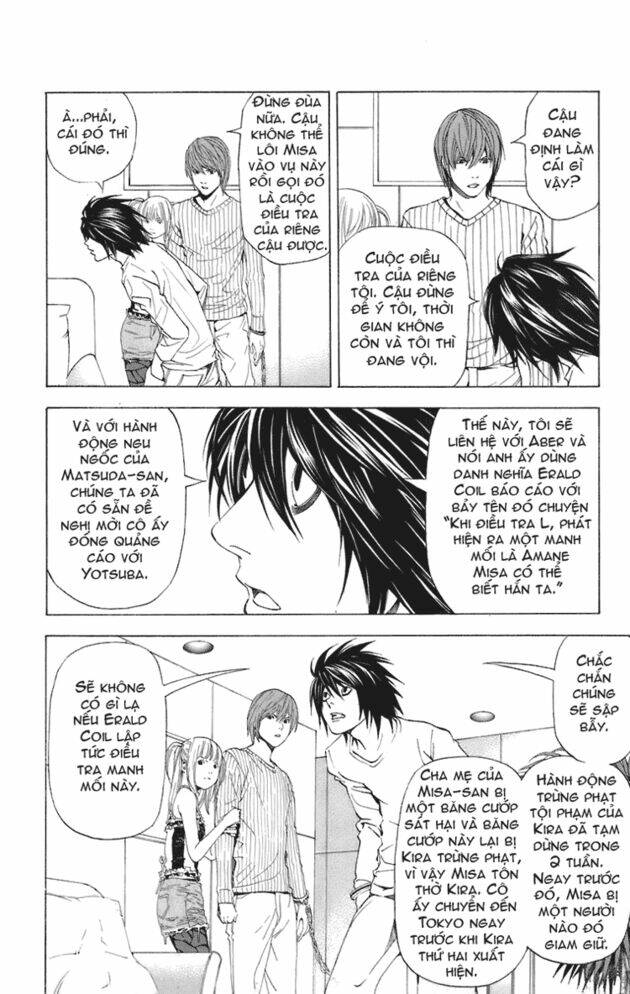 CẬU
ĐANG
ĐỊNH LÀM
CÁI GÌ
VẬY?
CUỘC ĐIỀU
TRA CỦA RIÊNG
TÔI. CẬU ĐỪNG
ĐỂ Ý TÔI, THỜI
GIAN KHÔNG
CÒN VÀ TÔI THÌ
ĐANG VỘI.
ĐỪNG ĐÙA
NỮA. CẬU
KHÔNG THỂ
LÔI MISA
VÀO VỤ NÀY
RỒI GỌI ĐÓ
LÀ CUỘC
ĐIỀU TRA
CỦA RIÊNG
CẬU ĐƯỢC.
À...PHẢI,
CÁI ĐÓ THÌ
ĐÚNG.
THẾ NÀY, TÔI SẼ
LIÊN HỆ VỚI ABER VÀ
NÓI ANH ẤY DÙNG
DANH NGHĨA ERALD
COIL BÁO CÁO VỚI
BẢY TÊN ĐÓ CHUYỆN
"KHI ĐIỀU TRA L, PHÁT
HIỆN RA MỘT MANH
MỐI LÀ AMANE
MISA CÓ THỂ
BIẾT HẮN TA."
VÀ VỚI HÀNH
ĐỘNG NGU
NGỐC CỦA
MATSUDA-SAN,
CHÚNG TA ĐÃ
CÓ SẴN ĐỀ
NGHỊ MỜI CÔ ẤY
ĐÓNG QUẢNG
CÁO VỚI
YOTSUBA.
CHẮC
CHẮN
CHÚNG
SẼ SẬP
BẪY.
HÀNH ĐỘNG
TRỪNG PHẠT
TỘI PHẠM CỦA
KIRA ĐÃ TẠM
DỪNG TRONG
2 TUẦN.
NGAY TRƯỚC
ĐÓ, MISA BỊ
MỘT NGƯỜI
NÀO ĐÓ
GIAM GIỮ.
CHA MẸ CỦA
MISA-SAN BỊ
MỘT BĂNG CƯỚP
SÁT HẠI VÀ BĂNG
CƯỚP NÀY LẠI BỊ
KIRA TRỪNG PHẠT,
VÌ VẬY MISA TÔN
THỜ KIRA. CÔ
ẤY CHUYỂN ĐẾN
TOKYO NGAY
TRƯỚC KHI KIRA
THỨ HAI XUẤT
HIỆN.
SẼ KHÔNG
CÓ GÌ LẠ
NẾU ERALD
COIL LẬP
TỨC ĐIỀU
TRA MANH
MỐI NÀY.